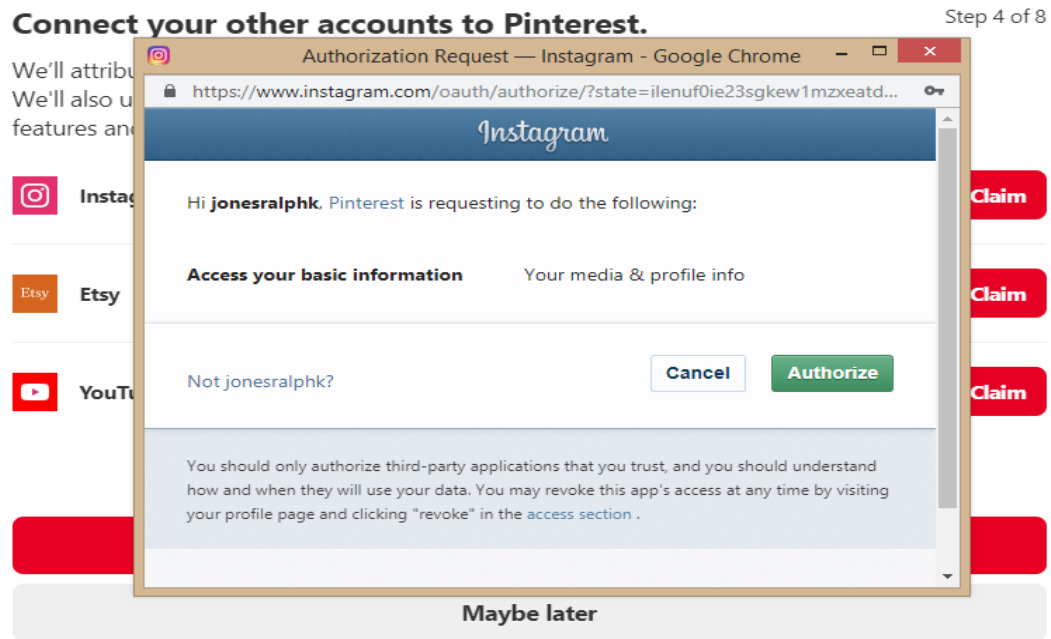 Connect your other accounts to Pinterest.
Step 4 of 8
Authorization Request — Instagram - Google Chrome
We'll
We'll also
features
https://www.instagram.com/oauth/authorize/?state=ilenuf0ie23sgkew1mzxeatd...
Instagram
Hi jonesralphk, Pinterest is requesting to do the following:
Claim
Access your basic information Your media & profile info
Etsy Etsy
Claim
Not jonesralphk?
Cancel
Authorize
Claim
You should only authorize third-party applications that you trust, and you should understand
how and when they will use your data. You may revoke this app's access at any time by visiting
your profile page and clicking "revoke" in the access section .
Maybe later